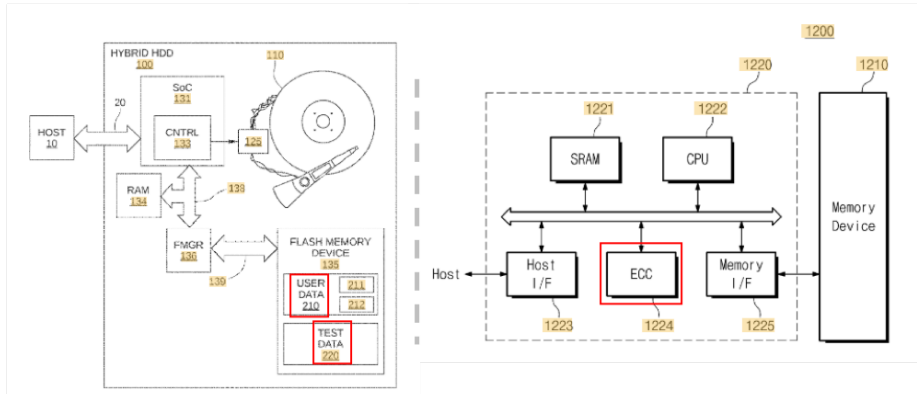 HYBRID HDD
100
110
SoC
131
20
HOST
10
CNTRL
133
125
RAM
134
138
FMGR
136
139
FLASH MEMORY
DEVICE
135
USER
DATA
210
211
212
TEST
DATA
220
1200
1220
1210
1221
1222
SRAM
CPU
Memory
Device
Host
Host
I/F
ECC
Memory
I/F
1223
1224
1225